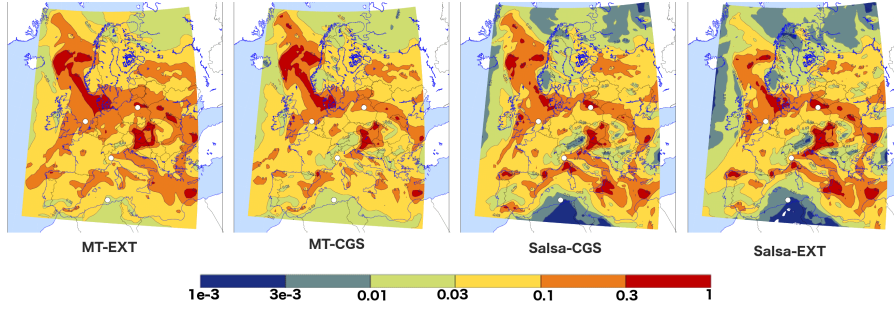 MT-EXT
MT-CGS
Salsa-CGS
Salsa-EXT
1e-3 3e-3 0.01 0.03 0.1 0.3 1